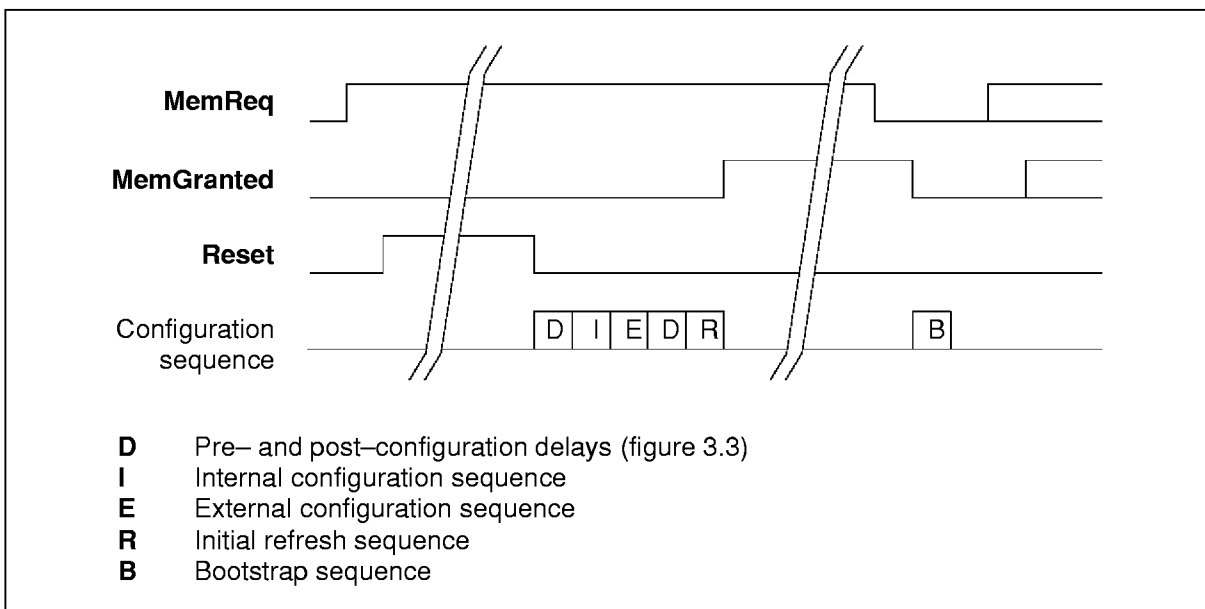 MemReq
MemGranted
Reset
Configuration
sequence
D I E D R
B
D Pre– and post–configuration delays (figure 3.3)
I Internal configuration sequence
E External configuration sequence
R Initial refresh sequence
B Bootstrap sequence